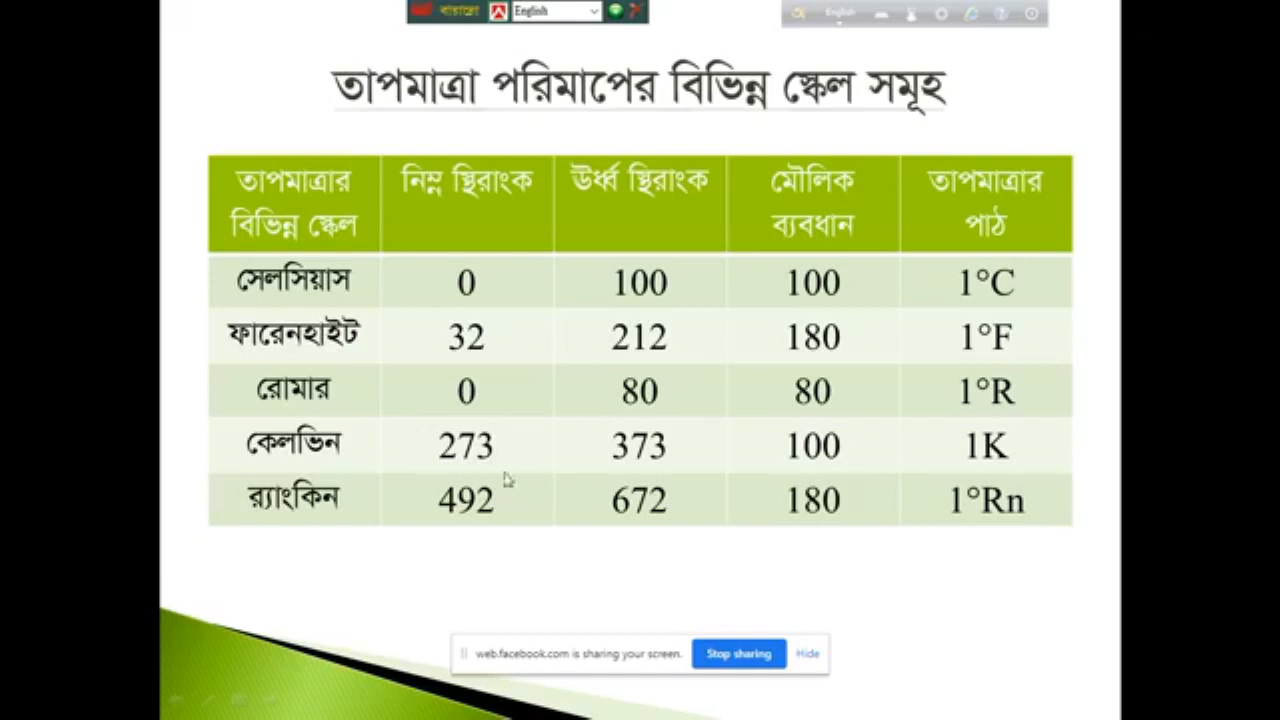 বায়ান্নো English
English
তাপমাত্রা পরিমাপের বিভিন্ন স্কেল সমূহ
তাপমাত্রার বিভিন্ন স্কেল নিম্ন স্থিরাংক ঊর্ধ্ব স্থিরাংক মৌলিক ব্যবধান তাপমাত্রার পাঠ
সেলসিয়াস 0 100 100 1°C
ফারেনহাইট 32 212 180 1°F
রোমার 0 80 80 1°R
কেলভিন 273 373 100 1K
র‍্যাংকিন 492 672 180 1°Rn
web.facebook.com is sharing your screen. Stop sharing Hide